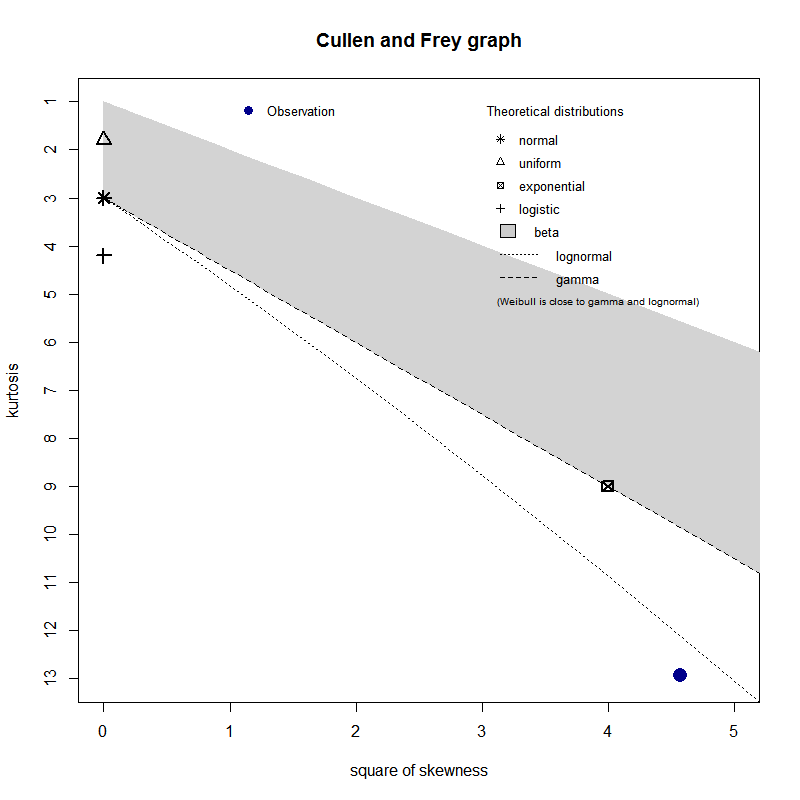 Cullen and Frey graph
Observation
Theoretical distributions
normal
uniform
exponential
logistic
beta
lognormal
gamma
(Weibull is close to gamma and lognormal)
kurtosis
1
2
3
4
5
6
7
8
9
10
11
12
13
0 1 2 3 4 5
square of skewness